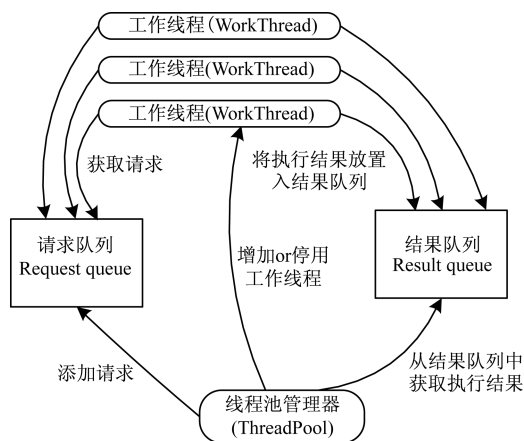 工作线程(WorkThread)
工作线程(WorkThread)
工作线程(WorkThread)
获取请求
将执行结果放置
入结果队列
请求队列
Request queue
增加or停用
工作线程
结果队列
Result queue
添加请求
从结果队列中
获取执行结果
线程池管理器
(ThreadPool)